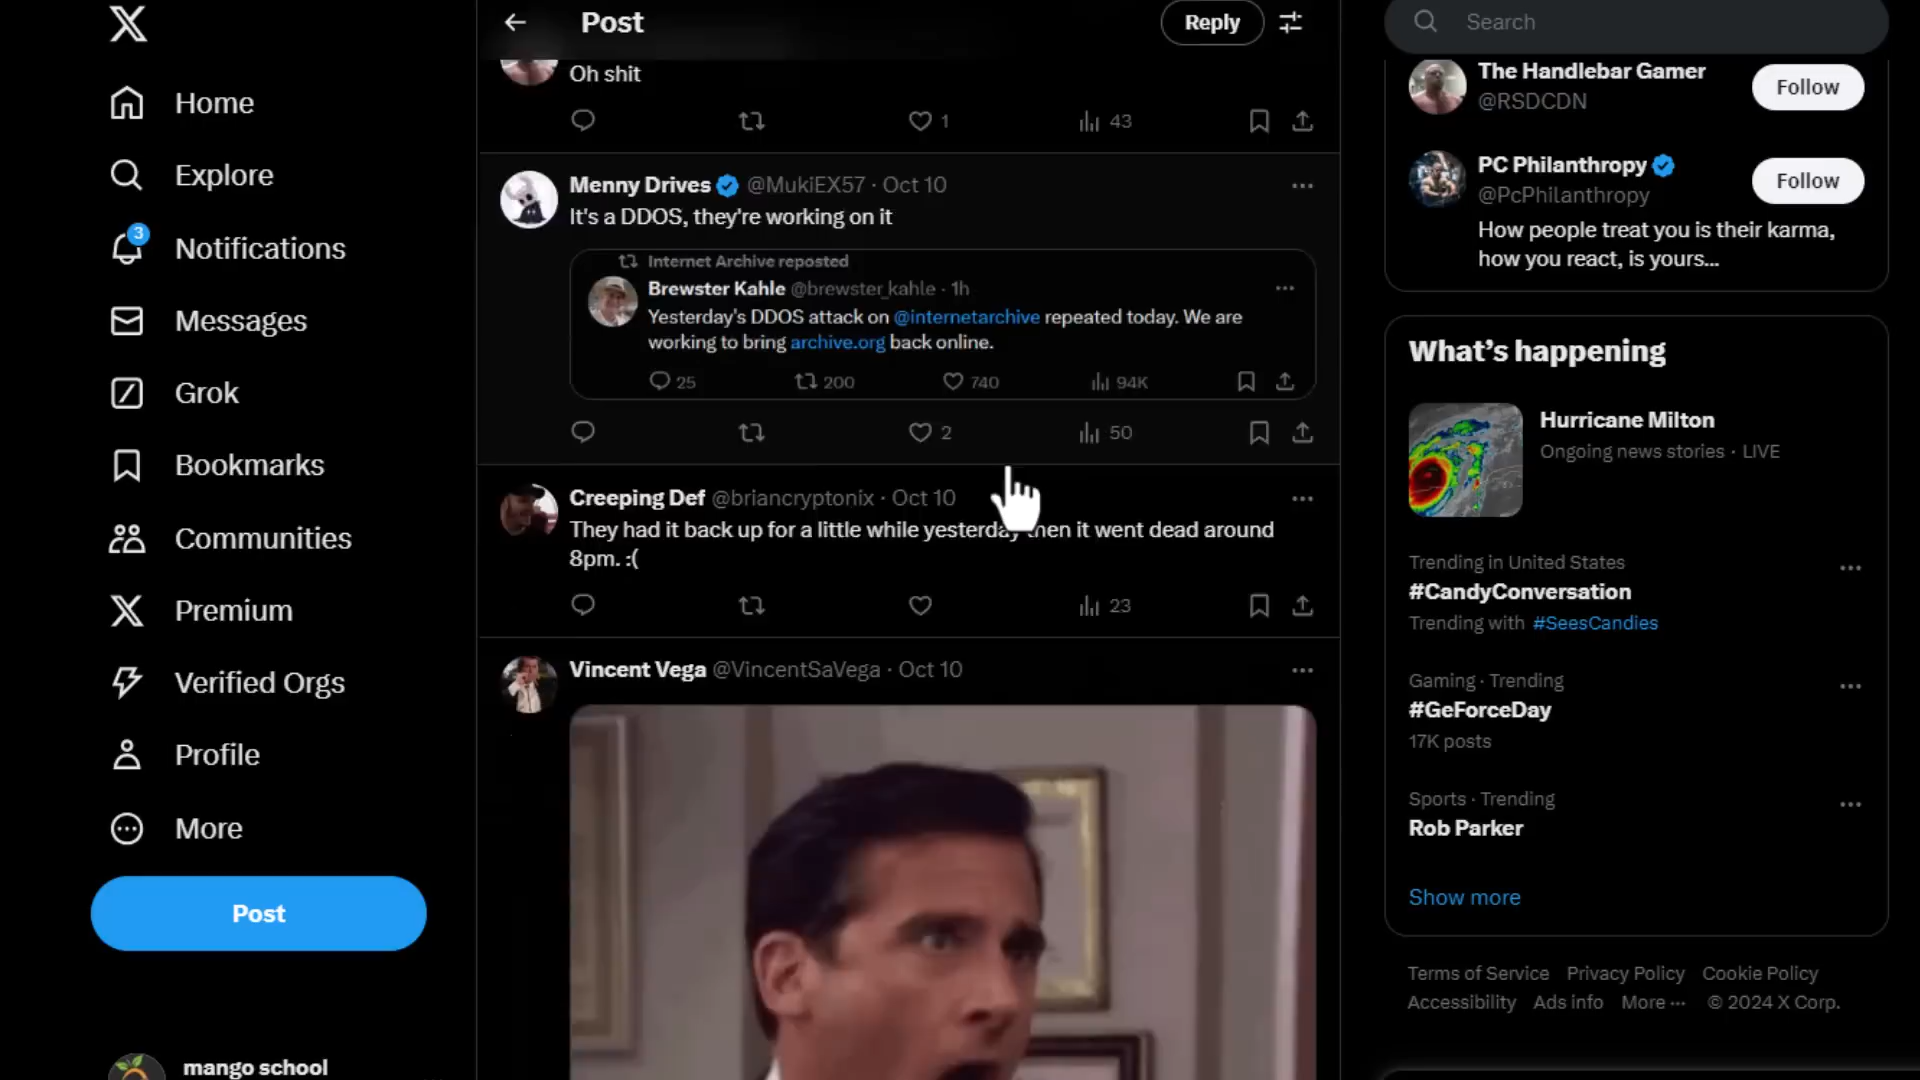 Home
Explore
3
Notifications
Messages
Grok
Bookmarks
Communities
Premium
Verified Orgs
Profile
More
Post
mango school
Post
Reply
Oh shit
1
43
Menny Drives @MukiEX57 · Oct 10
It's a DDOS, they're working on it
Internet Archive reposted
Brewster Kahle @brewster_kahle · 1h
Yesterday's DDOS attack on @internetarchive repeated today. We are
working to bring archive.org back online.
25
200
740
94K
2
50
Creeping Def @briancryptonix · Oct 10
They had it back up for a little while yesterday then it went dead around
8pm. :(
23
Vincent Vega @VincentSaVega · Oct 10
Search
The Handlebar Gamer
@RSDCDN
Follow
PC Philanthropy
@PcPhilanthropy
Follow
How people treat you is their karma,
how you react, is yours...
What's happening
Hurricane Milton
Ongoing news stories · LIVE
Trending in United States
#CandyConversation
Trending with #SeesCandies
Gaming · Trending
#GeForceDay
17K posts
Sports · Trending
Rob Parker
Show more
Terms of Service Privacy Policy Cookie Policy
Accessibility Ads info More ··· © 2024 X Corp.